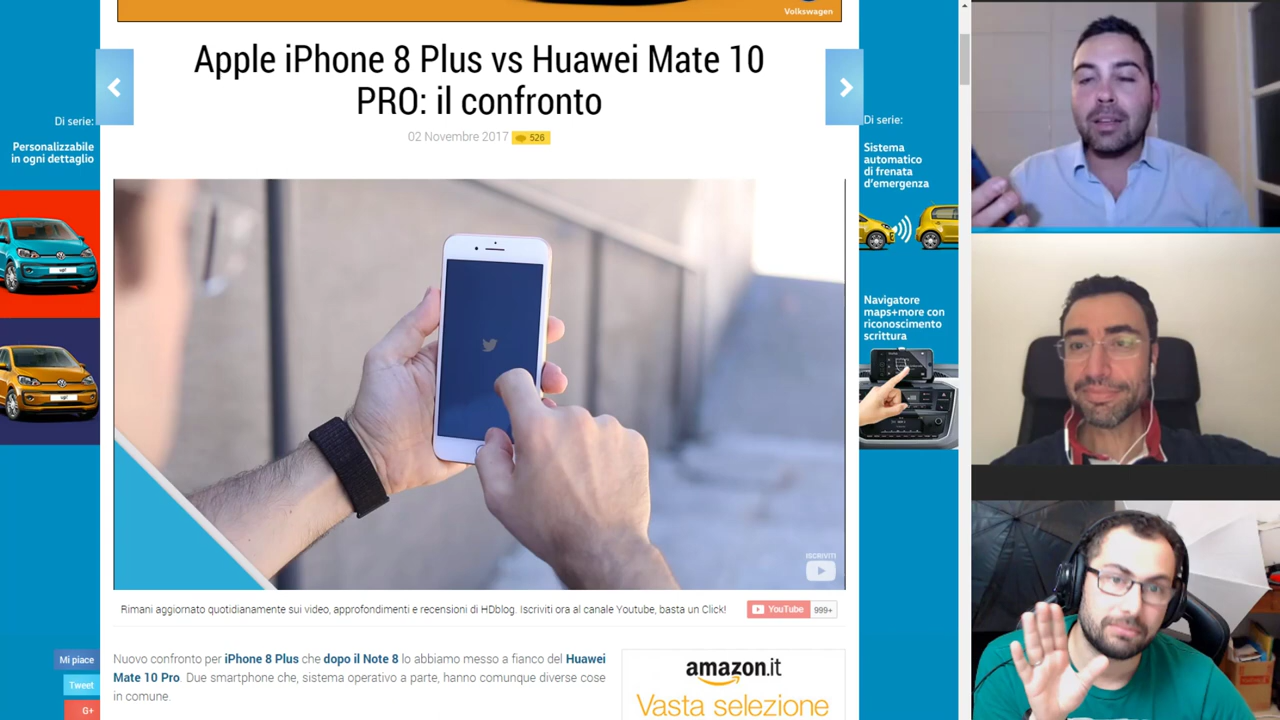 Volkswagen
Apple iPhone 8 Plus vs Huawei Mate 10
PRO: il confronto
02 Novembre 2017 526
Di serie:
Personalizzabile
in ogni dettaglio
Di serie:
Sistema
automatico
di frenata
d'emergenza
Navigatore
maps+more con
riconoscimento
scrittura
ISCRIVITI
Rimani aggiornato quotidianamente sui video, approfondimenti e recensioni di HDblog. Iscriviti ora al canale Youtube, basta un Click!
YouTube 999+
Mi piace
Tweet
G+
Nuovo confronto per iPhone 8 Plus che dopo il Note 8 lo abbiamo messo a fianco del Huawei
Mate 10 Pro. Due smartphone che, sistema operativo a parte, hanno comunque diverse cose
in comune.
amazon.it
Vasta selezione